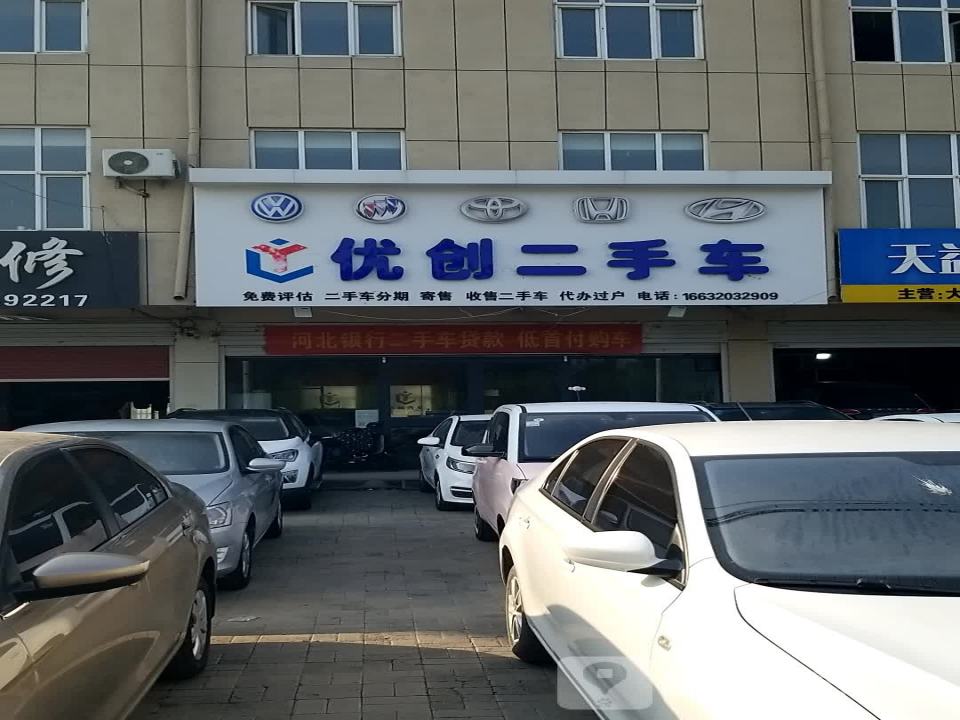 优创二手车
免费评估 二手车分期 寄售 收售二手车 代办过户 电话：16632032909
修
92217
天益
主营：大
河北银行二手车贷款 低首付购车